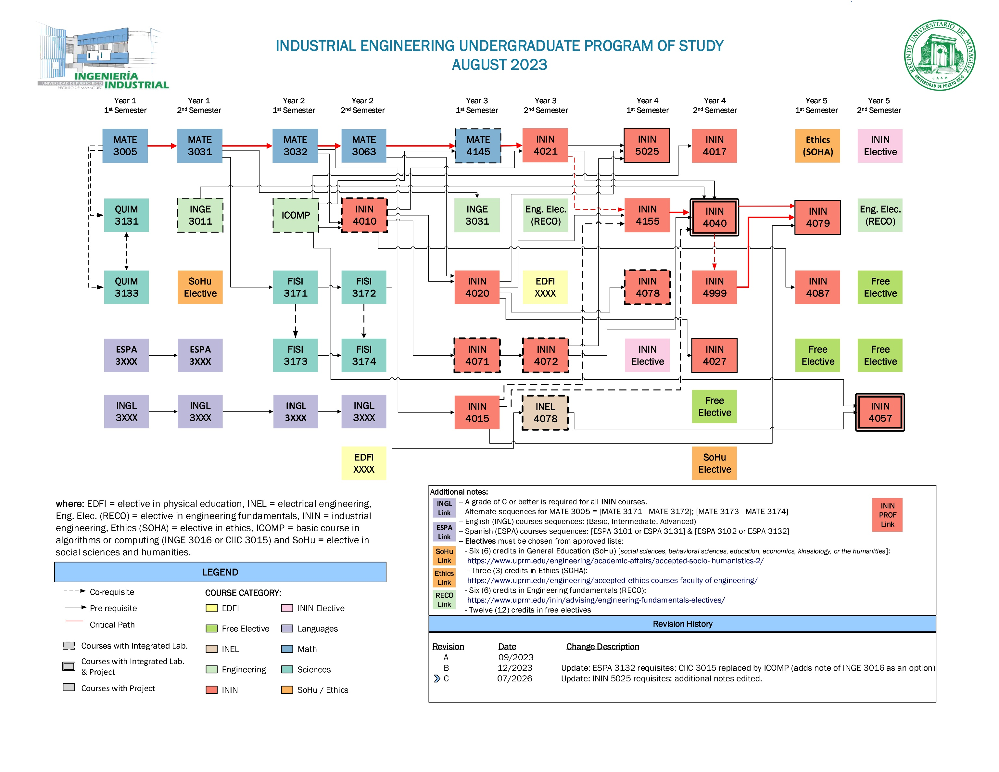 INGENIERÍA
UNIVERSIDAD DE PUERTO RICO
INDUSTRIAL
RECINTO DE MAYAGÜEZ
INDUSTRIAL ENGINEERING UNDERGRADUATE PROGRAM OF STUDY
AUGUST 2023
RECINTO UNIVERSITARIO DE MAYAGUEZ
CAAM
UNIVERSIDAD DE PUERTO RICO
Year 1
1st Semester
Year 1
2nd Semester
Year 2
1st Semester
Year 2
2nd Semester
Year 3
1st Semester
Year 3
2nd Semester
Year 4
1st Semester
Year 4
2nd Semester
Year 5
1st Semester
Year 5
2nd Semester
MATE
3005
MATE
3031
MATE
3032
MATE
3063
MATE
4145
ININ
4021
ININ
5025
ININ
4017
Ethics
(SOHA)
ININ
Elective
QUIM
3131
INGE
3011
ICOMP
ININ
4010
INGE
3031
Eng. Elec.
(RECO)
ININ
4155
ININ
4040
ININ
4079
Eng. Elec.
(RECO)
QUIM
3133
SoHu
Elective
FISI
3171
FISI
3172
ININ
4020
EDFI
XXXX
ININ
4078
ININ
4999
ININ
4087
Free
Elective
ESPA
3XXX
ESPA
3XXX
FISI
3173
FISI
3174
ININ
4071
ININ
4072
ININ
Elective
ININ
4027
Free
Elective
Free
Elective
INGL
3XXX
INGL
3XXX
INGL
3XXX
INGL
3XXX
ININ
4015
INEL
4078
Free
Elective
ININ
4057
EDFI
XXXX
SoHu
Elective
where: EDFI = elective in physical education, INEL = electrical engineering,
Eng. Elec. (RECO) = elective in engineering fundamentals, ININ = industrial
engineering, Ethics (SOHA) = elective in ethics, ICOMP = basic course in
algorithms or computing (INGE 3016 or CIIC 3015) and SoHu = elective in
social sciences and humanities.
LEGEND
Co-requisite
Pre-requisite
Critical Path
Courses with Integrated Lab.
Courses with Integrated Lab.
& Project
Courses with Project
COURSE CATEGORY:
EDFI
ININ Elective
Free Elective
Languages
INEL
Math
Engineering
Sciences
ININ
SoHu / Ethics
Additional notes:
INGL
Link
ESPA
Link
SoHu
Link
Ethics
Link
RECO
Link
– A grade of C or better is required for all ININ courses.
– Alternate sequences for MATE 3005 = [MATE 3171 - MATE 3172]; [MATE 3173 - MATE 3174]
– English (INGL) courses sequences: (Basic, Intermediate, Advanced)
– Spanish (ESPA) courses sequences: [ESPA 3101 or ESPA 3131] & [ESPA 3102 or ESPA 3132]
– Electives must be chosen from approved lists:
- Six (6) credits in General Education (SoHu) [social sciences, behavioral sciences, education, economics, kinesiology, or the humanities]:
https://www.uprm.edu/engineering/academic-affairs/accepted-socio- humanistics-2/
- Three (3) credits in Ethics (SOHA):
https://www.uprm.edu/engineering/accepted-ethics-courses-faculty-of-engineering/
- Six (6) credits in Engineering fundamentals (RECO):
https://www.uprm.edu/inin/advising/engineering-fundamentals-electives/
- Twelve (12) credits in free electives
ININ
PROF
Link
Revision History
Revision Date Change Description
A 09/2023
B 12/2023 Update: ESPA 3132 requisites; CIIC 3015 replaced by ICOMP (adds note of INGE 3016 as an option)
C 07/2026 Update: ININ 5025 requisites; additional notes edited.